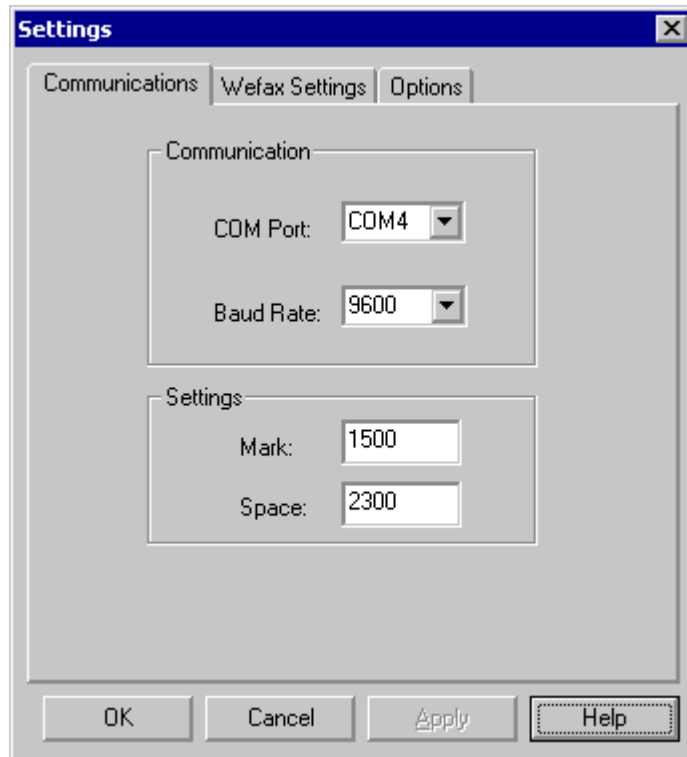 Settings
Communications Wefax Settings Options
Communication
COM Port: COM4
Baud Rate: 9600
Settings
Mark: 1500
Space: 2300
OK Cancel Apply Help